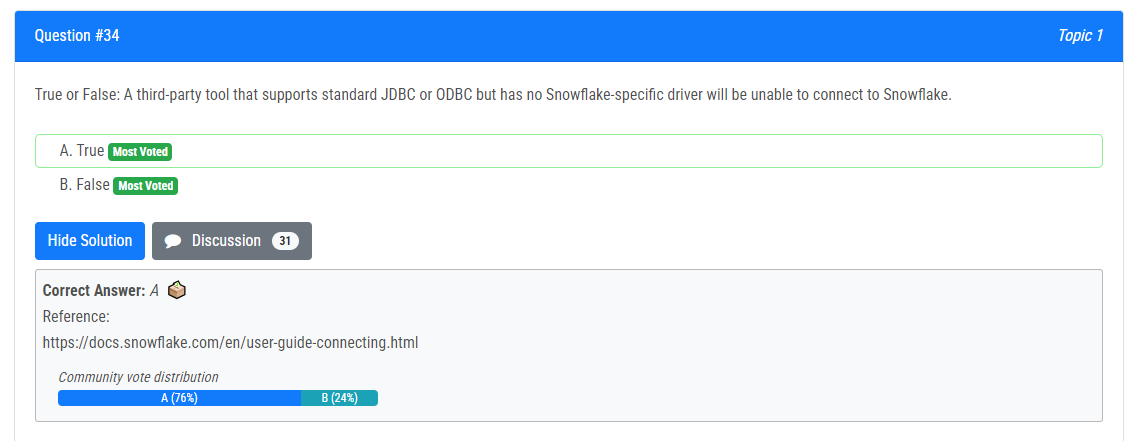 Question #34 Topic 1
True or False: A third-party tool that supports standard JDBC or ODBC but has no Snowflake-specific driver will be unable to connect to Snowflake.
A. True Most Voted
B. False Most Voted
Hide Solution Discussion 31
Correct Answer: A
Reference:
https://docs.snowflake.com/en/user-guide-connecting.html
Community vote distribution
A (76%) B (24%)